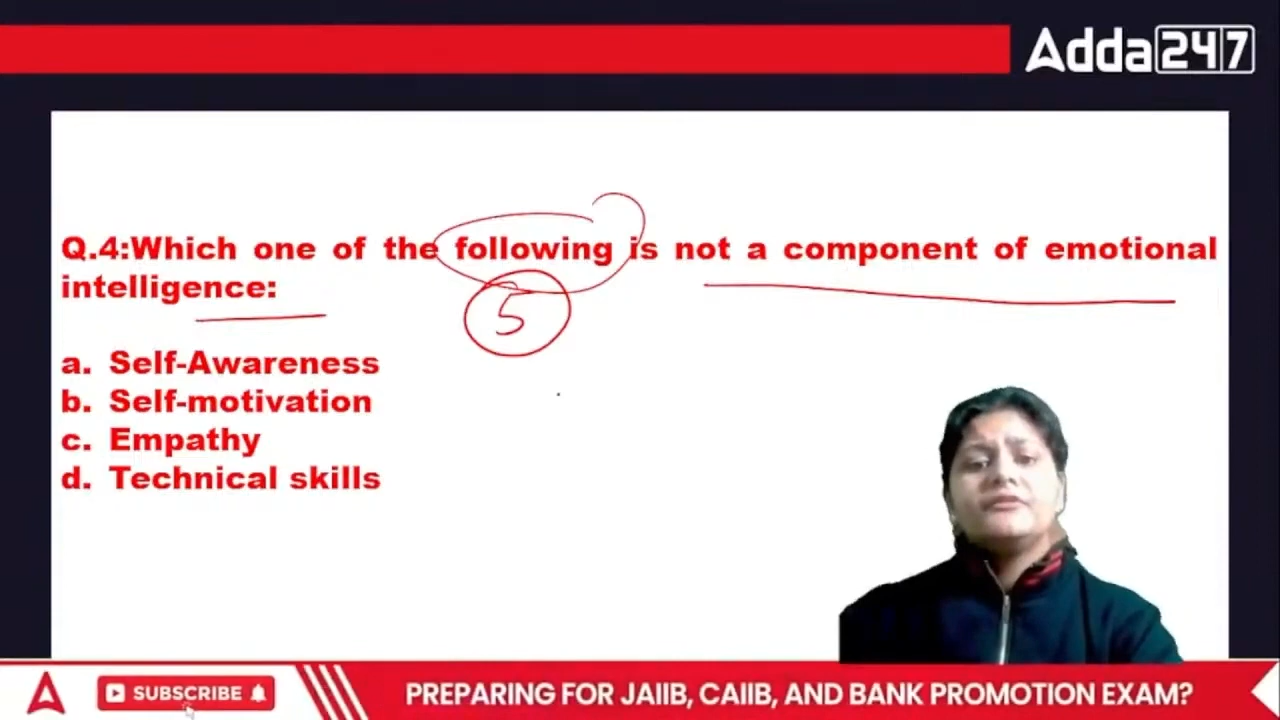 Adda247
Q.4:Which one of the following is not a component of emotional
intelligence:
5
a. Self-Awareness
b. Self-motivation
c. Empathy
d. Technical skills
SUBSCRIBE
PREPARING FOR JAIIB, CAIIB, AND BANK PROMOTION EXAM?